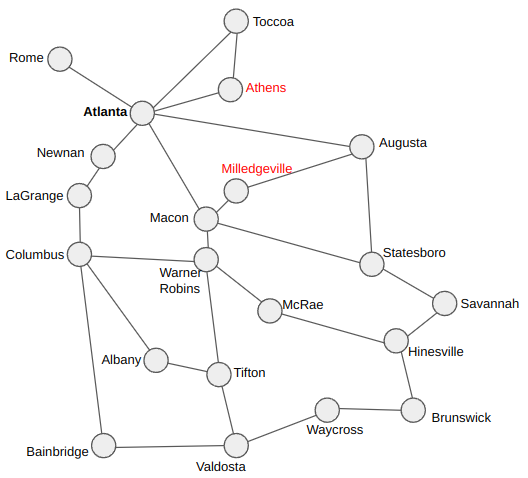 Toccoa
Rome
Athens
Atlanta
Augusta
Newnan
Milledgeville
LaGrange
Macon
Columbus
Statesboro
Warner
Robins
McRae
Savannah
Hinesville
Albany
Tifton
Brunswick
Waycross
Bainbridge
Valdosta